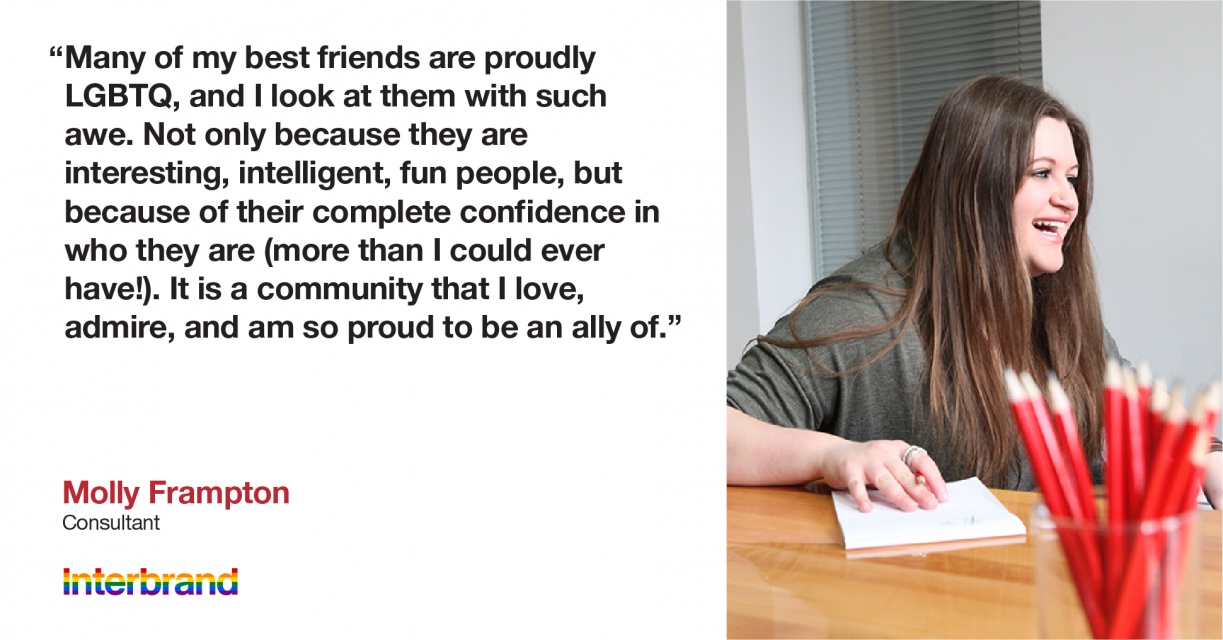 “Many of my best friends are proudly
LGBTQ, and I look at them with such
awe. Not only because they are
interesting, intelligent, fun people, but
because of their complete confidence in
who they are (more than I could ever
have!). It is a community that I love,
admire, and am so proud to be an ally of.”
Molly Frampton
Consultant
Interbrand